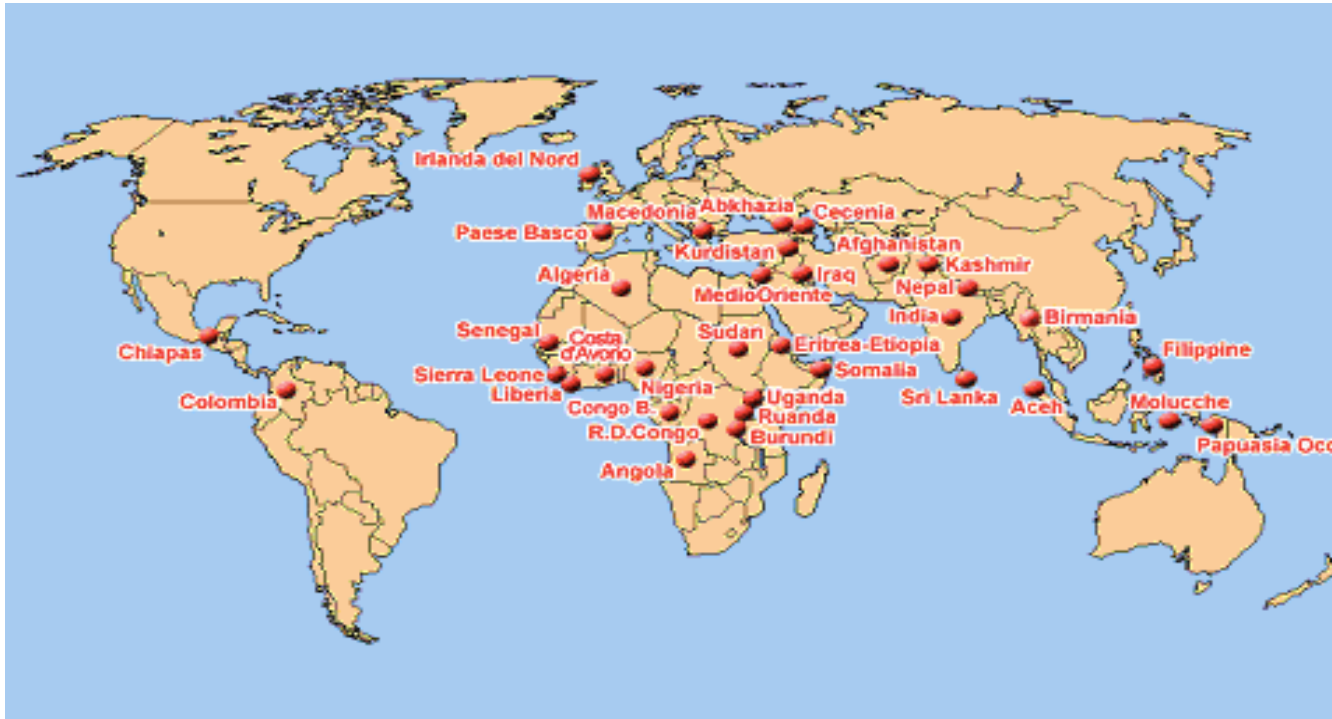 Irlanda del Nord
Macedonia
Abkhazia
Cecenia
Paese Basco
Kurdistan
Afghanistan
Algeria
Iraq
Kashmir
MedioOriente
Nepal
Senegal
Costa
d'Avorio
Sudan
India
Birmania
Chiapas
Eritrea-Etiopia
Filippine
Sierra Leone
Somalia
Liberia
Nigeria
Uganda
Sri Lanka
Aceh
Colombia
Congo B.
Ruanda
Molucche
R.D.Congo
Burundi
Papuasia Occ
Angola